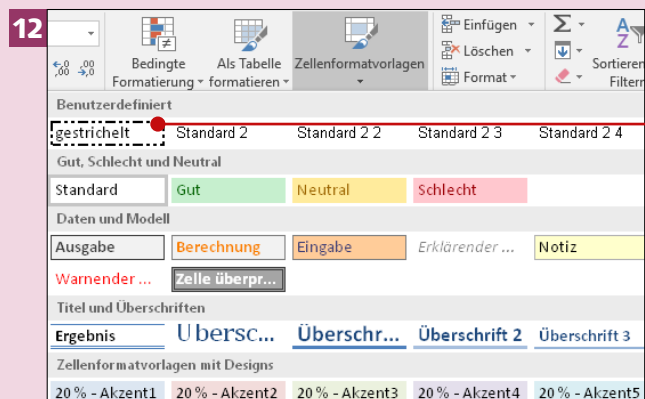 12
Einfügen
Löschen
Format
Bedingte Formatierung
Als Tabelle formatieren
Zellenformatvorlagen
Sortieren
Filtern
Benutzerdefiniert
gestrichelt Standard 2 Standard 2 2 Standard 2 3 Standard 2 4
Gut, Schlecht und Neutral
Standard Gut Neutral Schlecht
Daten und Modell
Ausgabe Berechnung Eingabe Erklärender ... Notiz
Warnender ... Zelle überpr...
Titel und Überschriften
Ergebnis Übersc... Überschr... Überschrift 2 Überschrift 3
Zellenformatvorlagen mit Designs
20 % - Akzent1 20 % - Akzent2 20 % - Akzent3 20 % - Akzent4 20 % - Akzent5